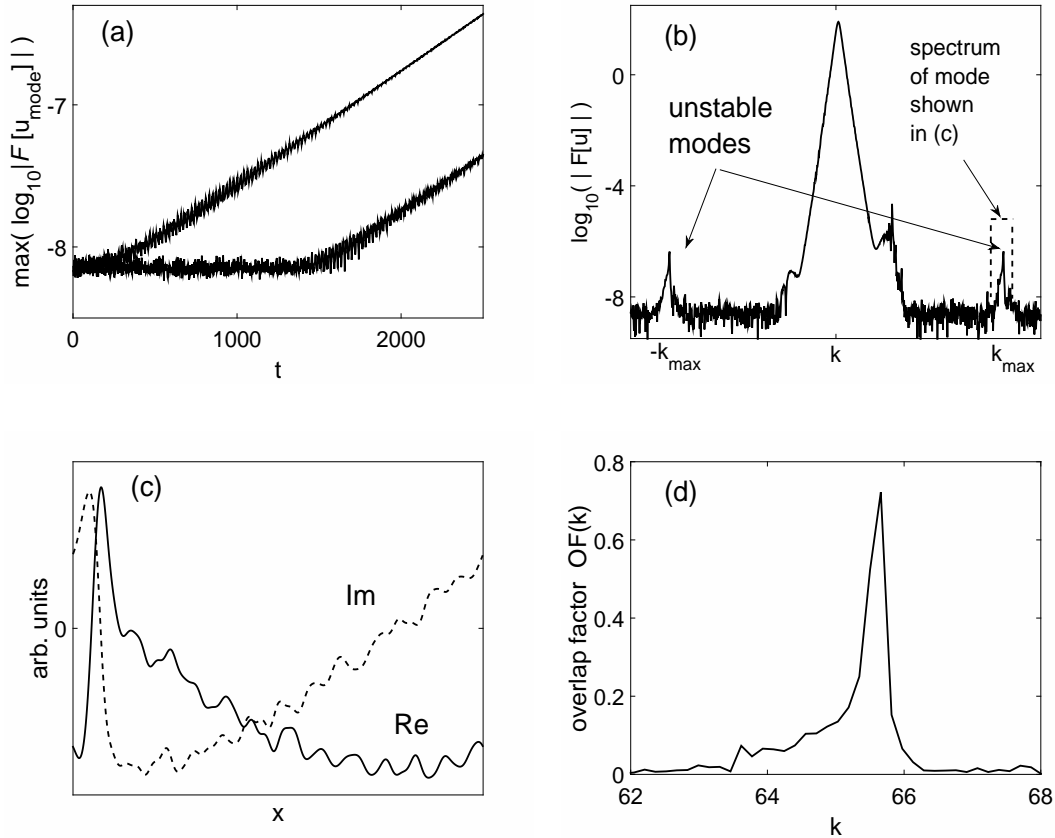 (a)
max( log10|F [umode] | )
-7
-8
0
1000
2000
t
(b)
log10( | F[u] | )
0
-4
-8
unstable
modes
spectrum
of mode
shown
in (c)
-kmax
k
kmax
(c)
arb. units
0
Im
Re
x
(d)
overlap factor OF(k)
0.8
0.6
0.4
0.2
0
62
64
66
68
k